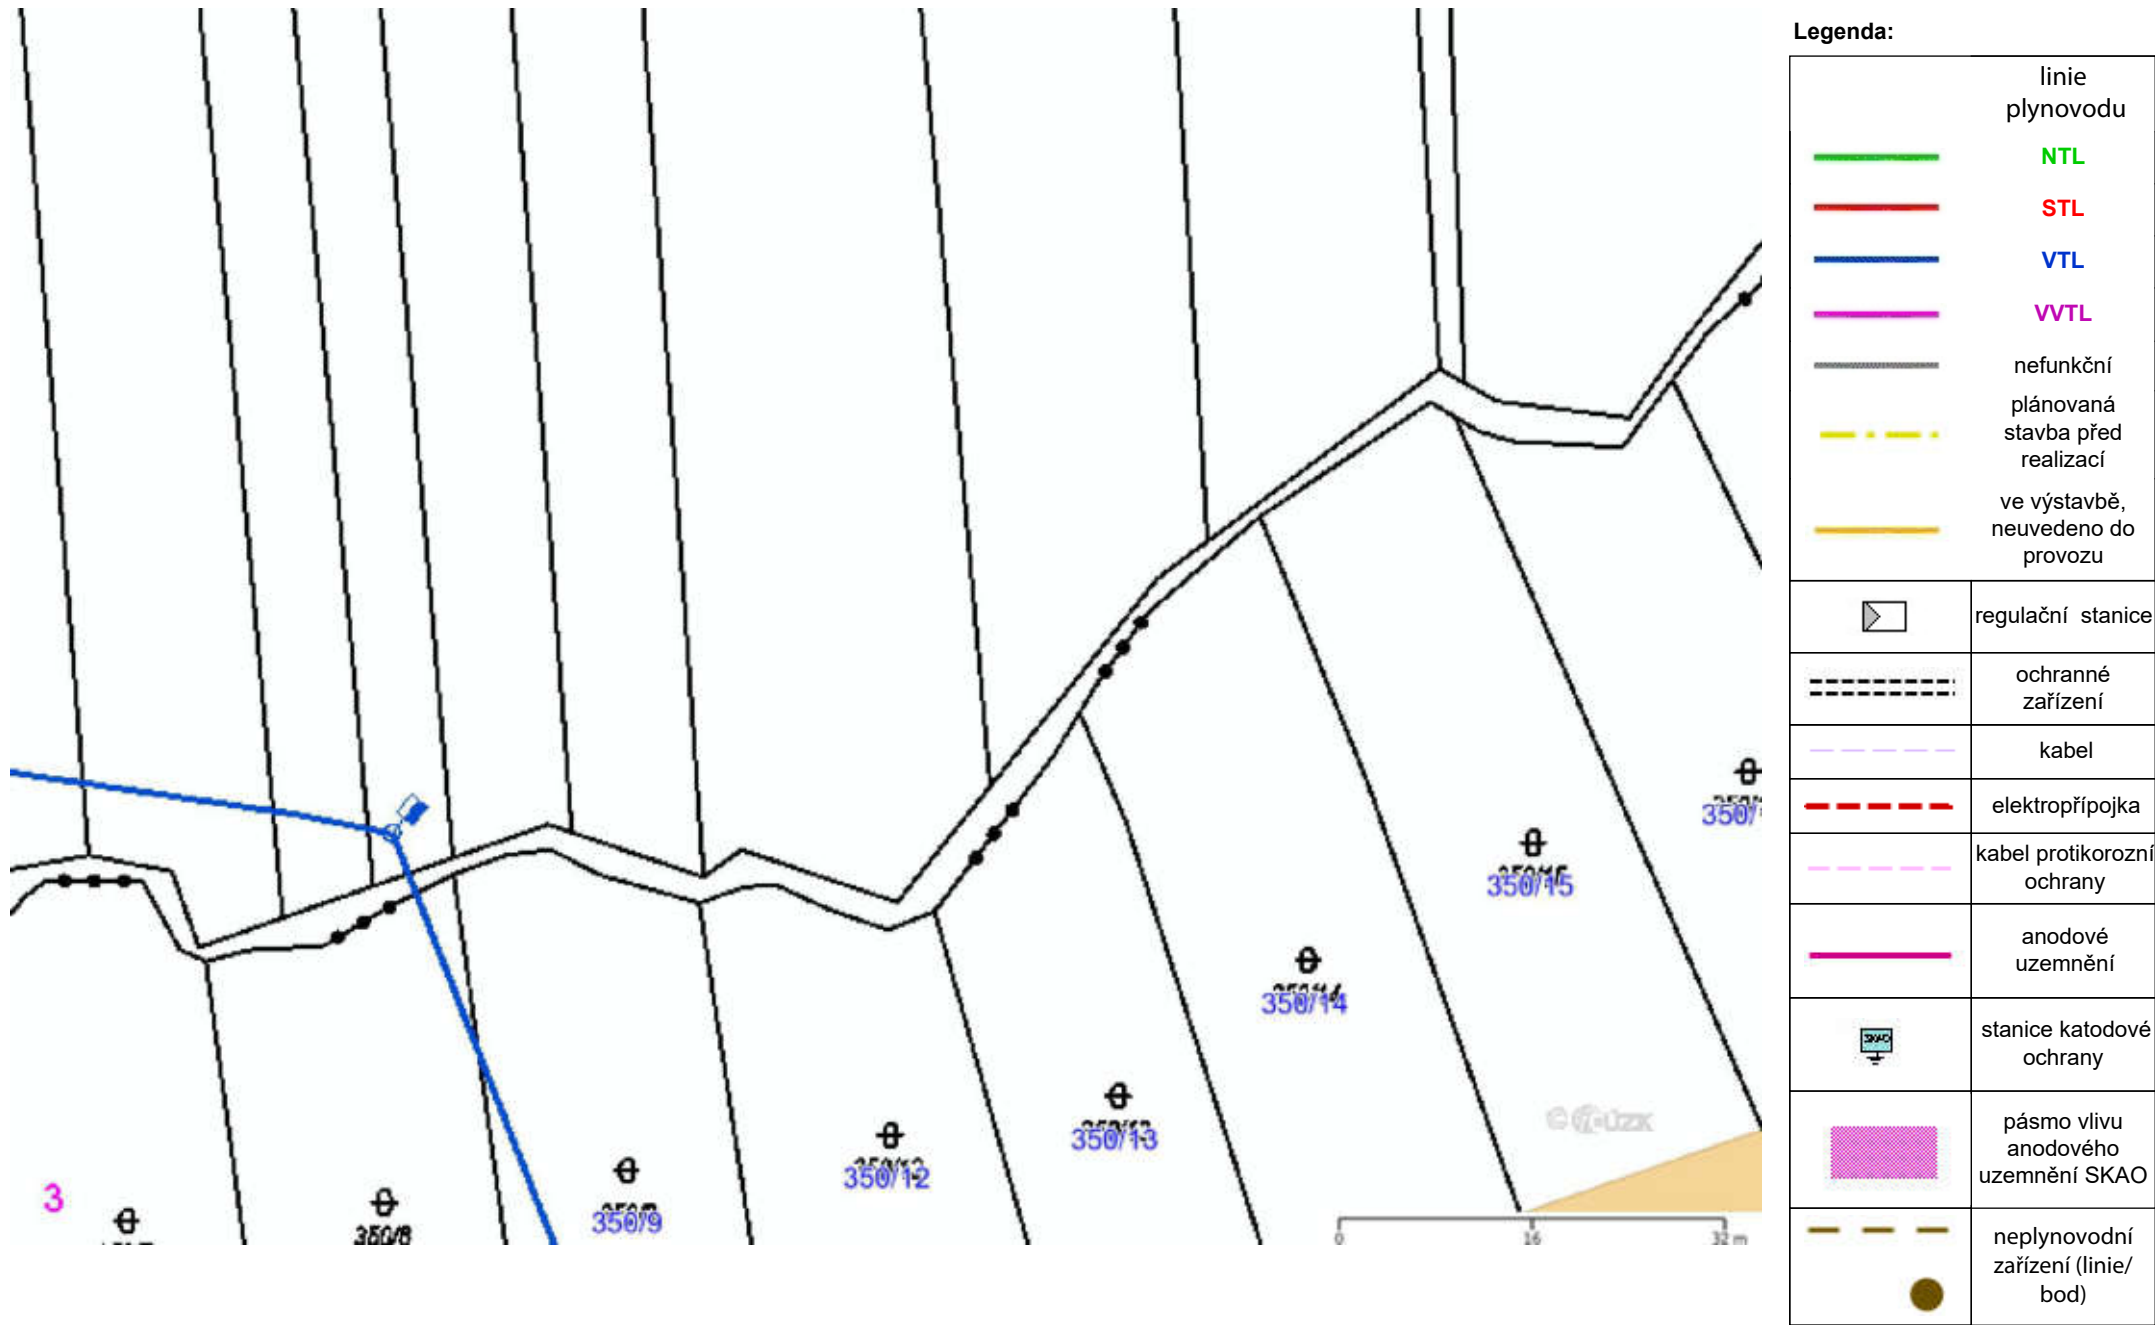 Legenda:
linie
plynovodu
NTL
STL
VTL
VVTL
nefunkční
plánovaná
stavba před
realizací
ve výstavbě,
neuvedeno do
provozu
regulační stanice
ochranné
zařízení
kabel
elektropřípojka
kabel protikorozní
ochrany
anodové
uzemnění
SKAO
stanice katodové
ochrany
pásmo vlivu
anodového
uzemnění SKAO
neplynovodní
zařízení (linie/
bod)
350/15
350/14
350/13
350/12
350/9
350/8
3
© ČÚZK
0 16 32 m